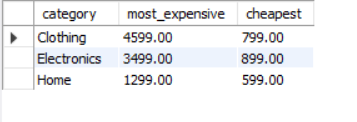 category most_expensive cheapest
Clothing 4599.00 799.00
Electronics 3499.00 899.00
Home 1299.00 599.00